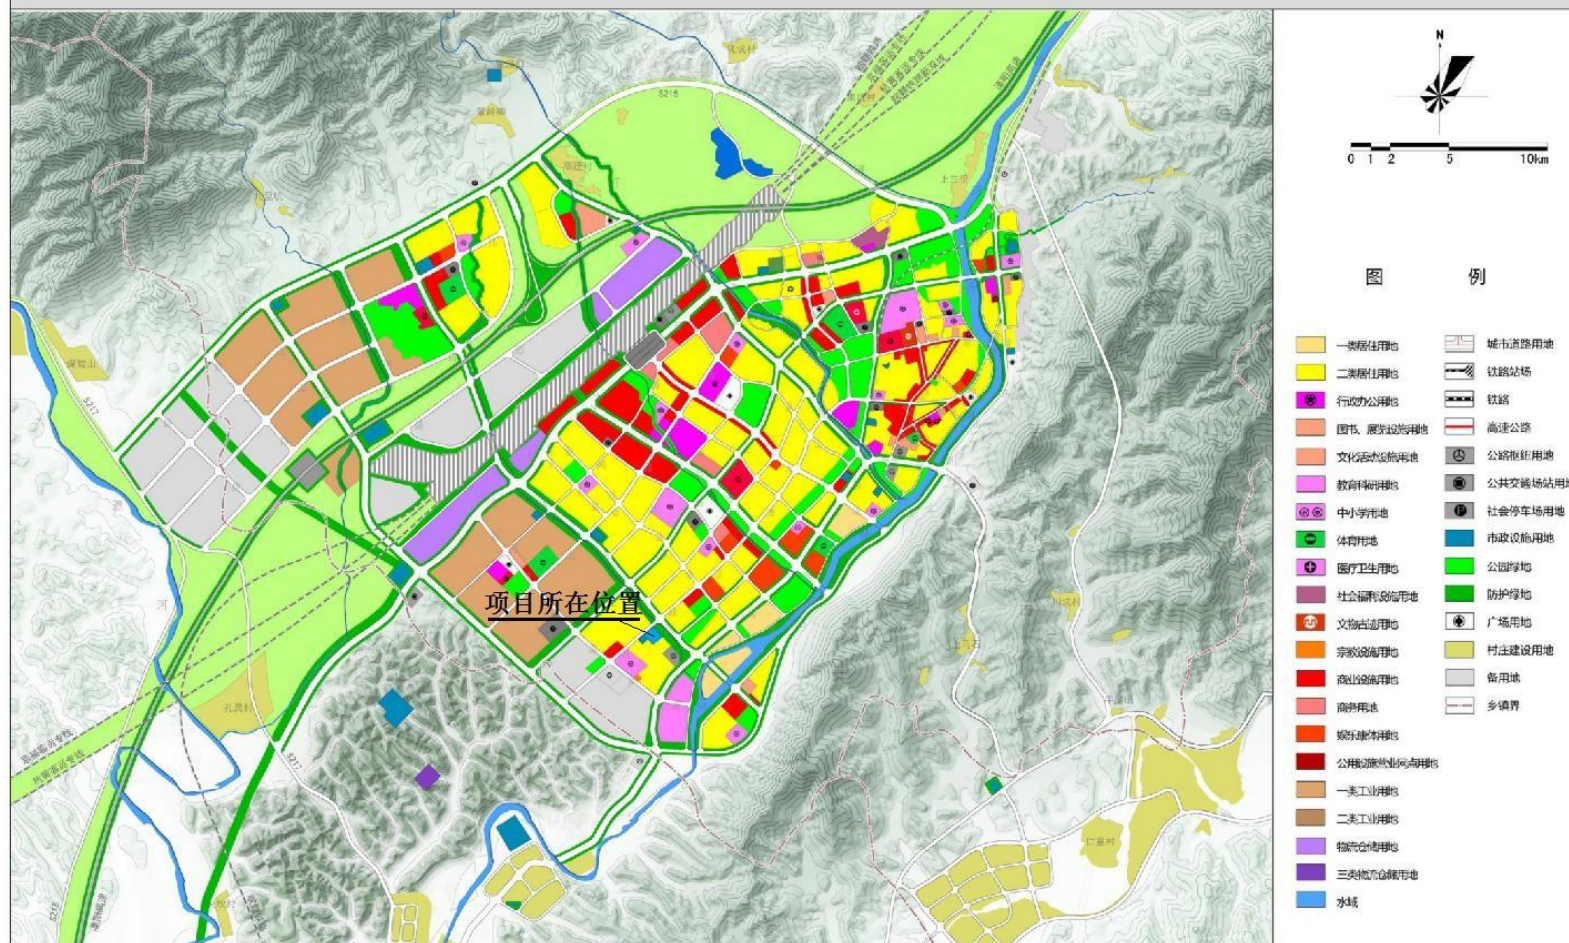 N
0 1 2 5 10km
图 例
一类居住用地
二类居住用地
行政办公用地
图书、展览设施用地
文化活动设施用地
教育科研用地
中小学用地
体育用地
医疗卫生用地
社会福利设施用地
文物古迹用地
宗教设施用地
商业设施用地
商务用地
娱乐康体用地
公用设施营业网点用地
一类工业用地
二类工业用地
物流仓储用地
三类物流仓储用地
水域
城市道路用地
铁路站场
铁路
高速公路
公路枢纽用地
公共交通场站用地
社会停车场用地
市政设施用地
公园绿地
防护绿地
广场用地
村庄建设用地
备用地
乡镇界
项目所在位置
S215
S217
S217
S215
仁里村
孔灵村
河